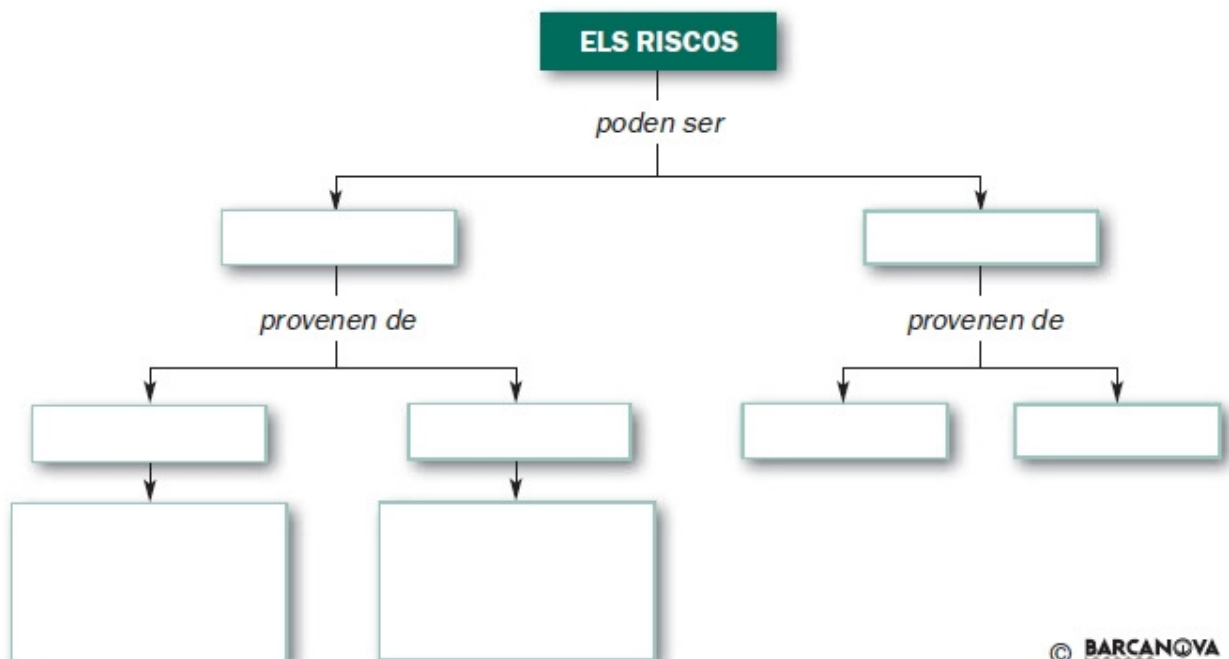 ELS RISCOS
poden ser
provenen de
provenen de
© BARCANOVA